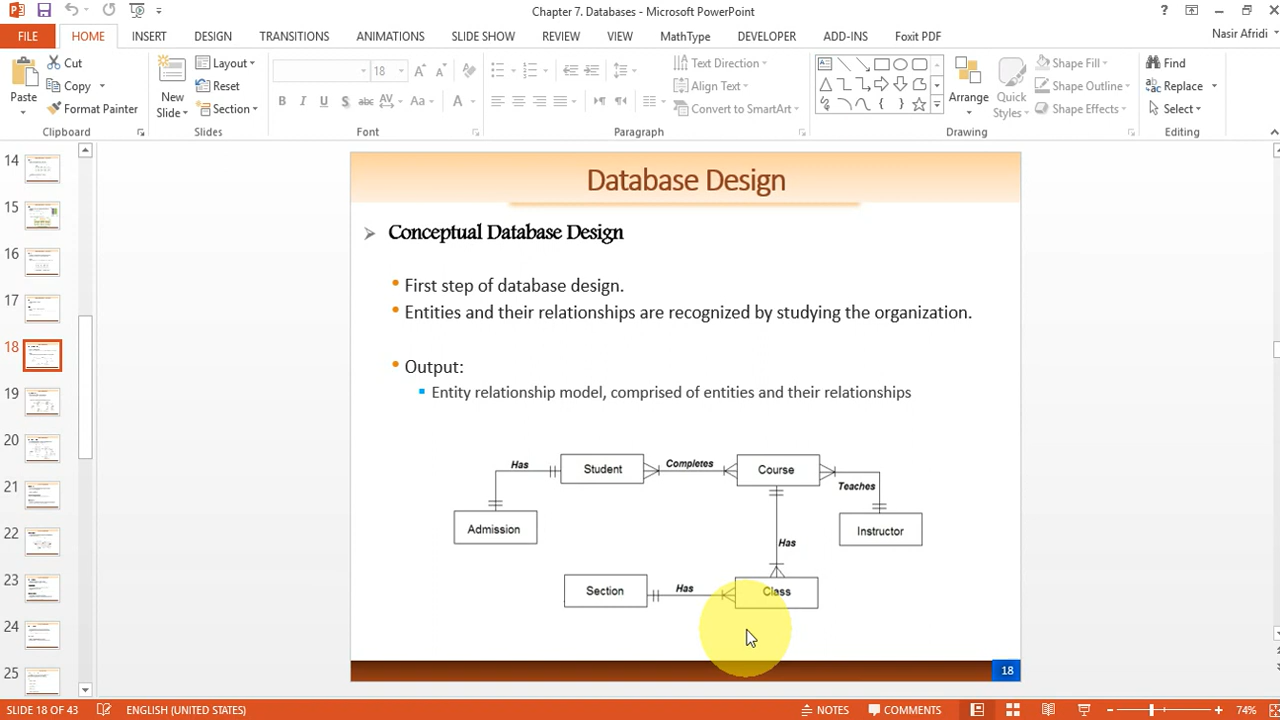 Chapter 7. Databases - Microsoft PowerPoint
?
FILE HOME INSERT DESIGN TRANSITIONS ANIMATIONS SLIDE SHOW REVIEW VIEW MathType DEVELOPER ADD-INS Foxit PDF Nasir Afridi
Paste
Cut
Copy
Format Painter
New Slide
Layout
Reset
Section
18
B I U S abc AV Aa A
Text Direction
Align Text
Convert to SmartArt
Arrange
Quick Styles
Shape Fill
Shape Outline
Shape Effects
Find
Replace
Select
Clipboard Slides Font Paragraph Drawing Editing
14
15
16
17
18
19
20
21
22
23
24
25
Database Design
Conceptual Database Design
First step of database design.
Entities and their relationships are recognized by studying the organization.
Output:
Entity relationship model, comprised of entities and their relationships
Has Student Completes Course
Teaches
Admission Instructor
Has
Section Has Class
18
SLIDE 18 OF 43 ENGLISH (UNITED STATES) NOTES COMMENTS 74%